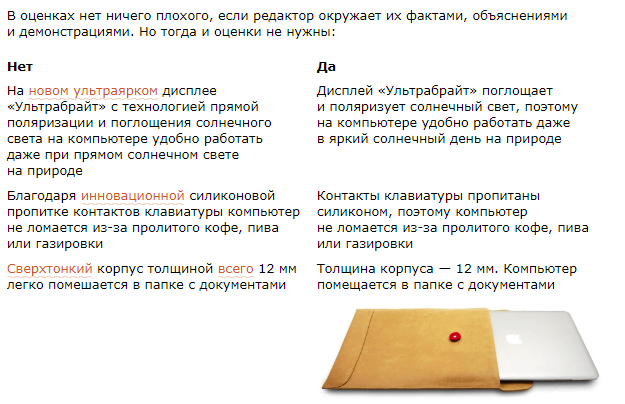 В оценках нет ничего плохого, если редактор окружает их фактами, объяснениями
и демонстрациями. Но тогда и оценки не нужны:
Нет
На новом ультраярком дисплее
«Ультрабрайт» с технологией прямой
поляризации и поглощения солнечного
света на компьютере удобно работать
даже при прямом солнечном свете
на природе
Да
Дисплей «Ультрабрайт» поглощает
и поляризует солнечный свет, поэтому
на компьютере удобно работать даже
в яркий солнечный день на природе
Благодаря инновационной силиконовой
пропитке контактов клавиатуры компьютер
не ломается из-за пролитого кофе, пива
или газировки
Контакты клавиатуры пропитаны
силиконом, поэтому компьютер
не ломается из-за пролитого кофе, пива
или газировки
Сверхтонкий корпус толщиной всего 12 мм
легко помешается в папке с документами
Толщина корпуса — 12 мм. Компьютер
помещается в папке с документами